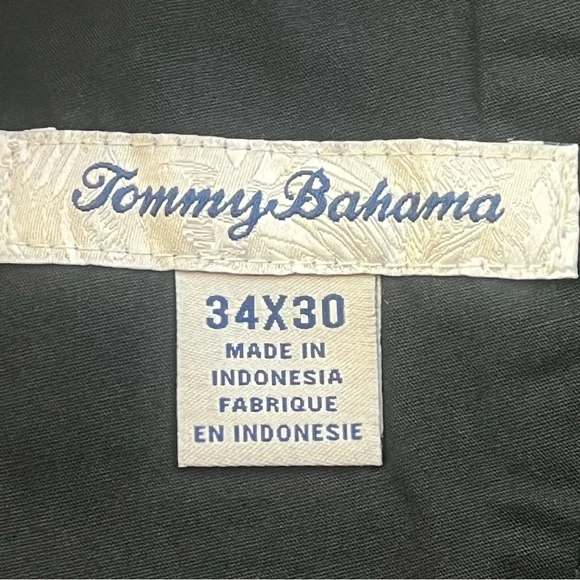 Tommy Bahama
34X30
MADE IN
INDONESIA
FABRIQUE
EN INDONESIE